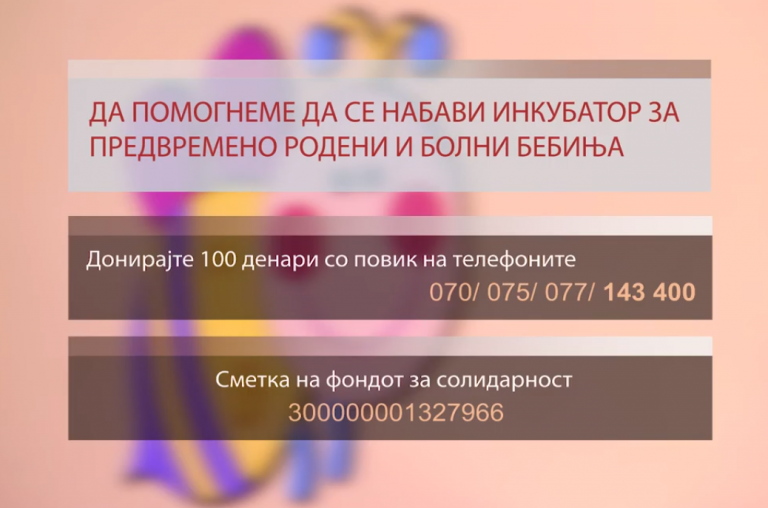 ДА ПОМОГНЕМЕ ДА СЕ НАБАВИ ИНКУБАТОР ЗА
ПРЕДВРЕМЕНО РОДЕНИ И БОЛНИ БЕБИЊА
Донирајте 100 денари со повик на телефоните
070/ 075/ 077/ 143 400
Сметка на фондот за солидарност
300000001327966